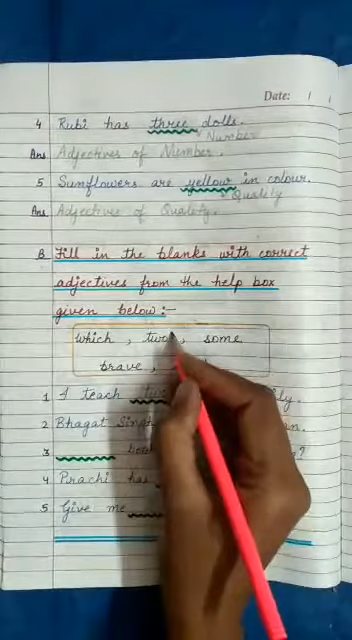 Date: / /
4 Rubi has three dolls.
Number
Ans Adjectives of Number.
5 Sunflowers are yellow in colour.
Quality
Ans Adjectives of Quality.
B Fill in the blanks with correct
adjectives from the help box
given below:-
which, two, some
brave,
1 I teach
2 Bhagat Singh
3
4 Prachi has
5 Give me